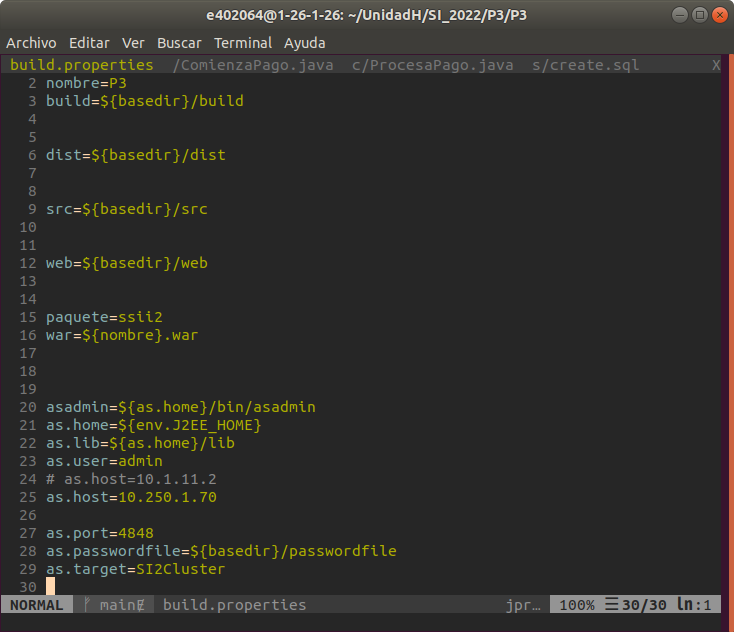 e402064@1-26-1-26: ~/UnidadH/SI_2022/P3/P3
Archivo Editar Ver Buscar Terminal Ayuda
build.properties /ComienzaPago.java c/ProcesaPago.java s/create.sql X
2 nombre=P3
3 build=${basedir}/build
4
5
6 dist=${basedir}/dist
7
8
9 src=${basedir}/src
10
11
12 web=${basedir}/web
13
14
15 paquete=ssii2
16 war=${nombre}.war
17
18
19
20 asadmin=${as.home}/bin/asadmin
21 as.home=${env.J2EE_HOME}
22 as.lib=${as.home}/lib
23 as.user=admin
24 # as.host=10.1.11.2
25 as.host=10.250.1.70
26
27 as.port=4848
28 as.passwordfile=${basedir}/passwordfile
29 as.target=SI2Cluster
30
NORMAL main build.properties jpr… 100% ☰30/30 ln:1